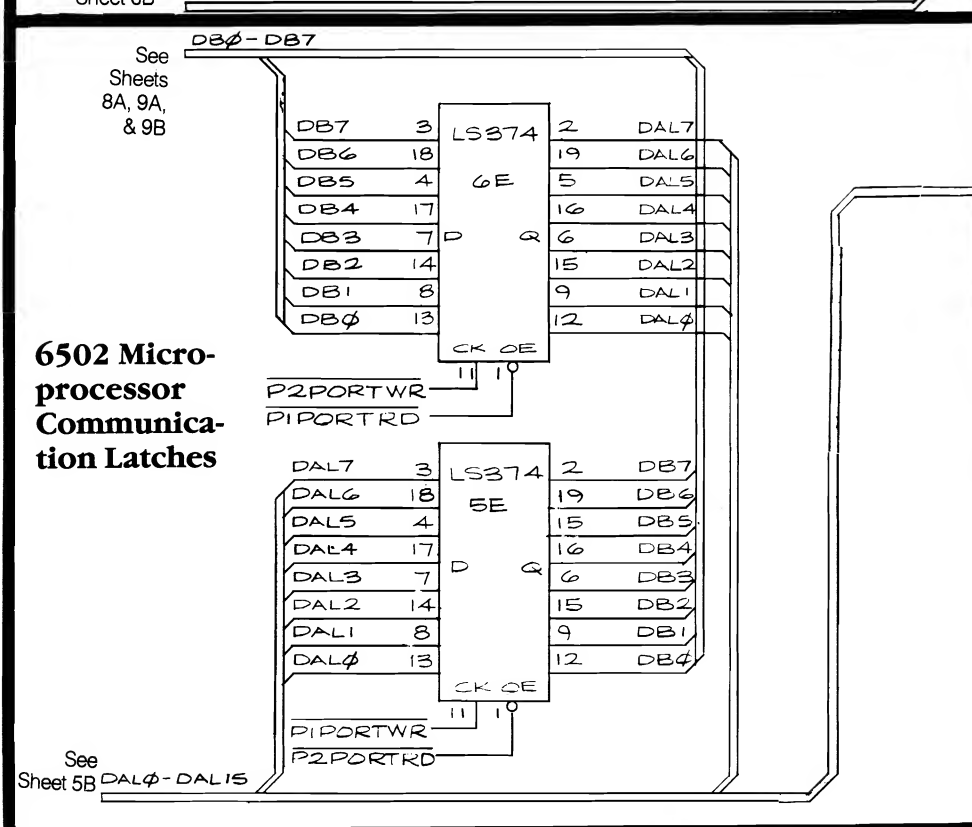 Sheet 6B
DBØ-DB7
See
Sheets
8A, 9A,
& 9B
DB7 3 LS374 2 DAL7
DB6 18 19 DAL6
DB5 4 6E 5 DAL5
DB4 17 16 DAL4
DB3 7 D Q 6 DAL3
DB2 14 15 DAL2
DB1 8 9 DAL1
DBØ 13 12 DALØ
CK OE
11 1
P2PORTWR
P1PORTRD
6502 Micro-
processor
Communica-
tion Latches
DAL7 3 LS374 2 DB7
DAL6 18 5E 19 DB6
DAL5 4 15 DB5
DAL4 17 16 DB4
DAL3 7 D Q 6 DB3
DAL2 14 15 DB2
DAL1 8 9 DB1
DALØ 13 12 DBØ
CK OE
11 1
P1PORTWR
P2PORTRD
See
Sheet 5B DALØ-DAL15